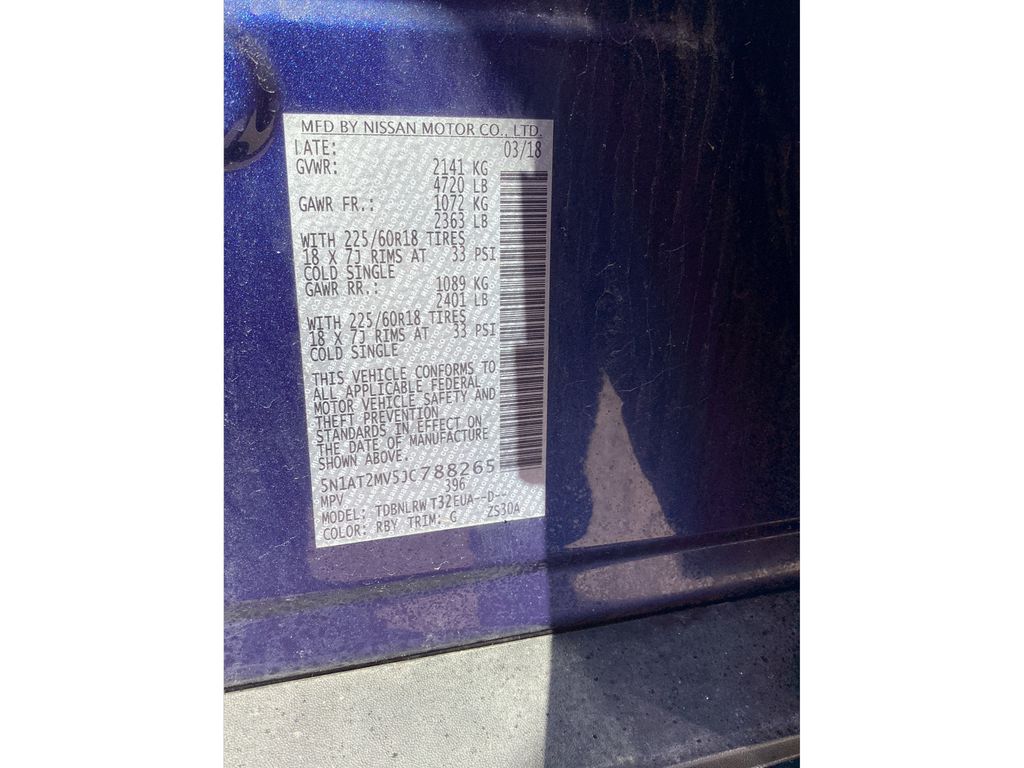 MFD BY NISSAN MOTOR CO., LTD.
DATE: 03/18
GVWR: 2141 KG
4720 LB
GAWR FR.: 1072 KG
2363 LB
WITH 225/60R18 TIRES
18 X 7J RIMS AT 33 PSI
COLD SINGLE
GAWR RR.: 1089 KG
2401 LB
WITH 225/60R18 TIRES
18 X 7J RIMS AT 33 PSI
COLD SINGLE
THIS VEHICLE CONFORMS TO
ALL APPLICABLE FEDERAL
MOTOR VEHICLE SAFETY AND
THEFT PREVENTION
STANDARDS IN EFFECT ON
THE DATE OF MANUFACTURE
SHOWN ABOVE.
5N1AT2MV5JC788265
MPV 396
MODEL: TDBNLRW T32EUA--D--
COLOR: RBY TRIM: G ZS30A